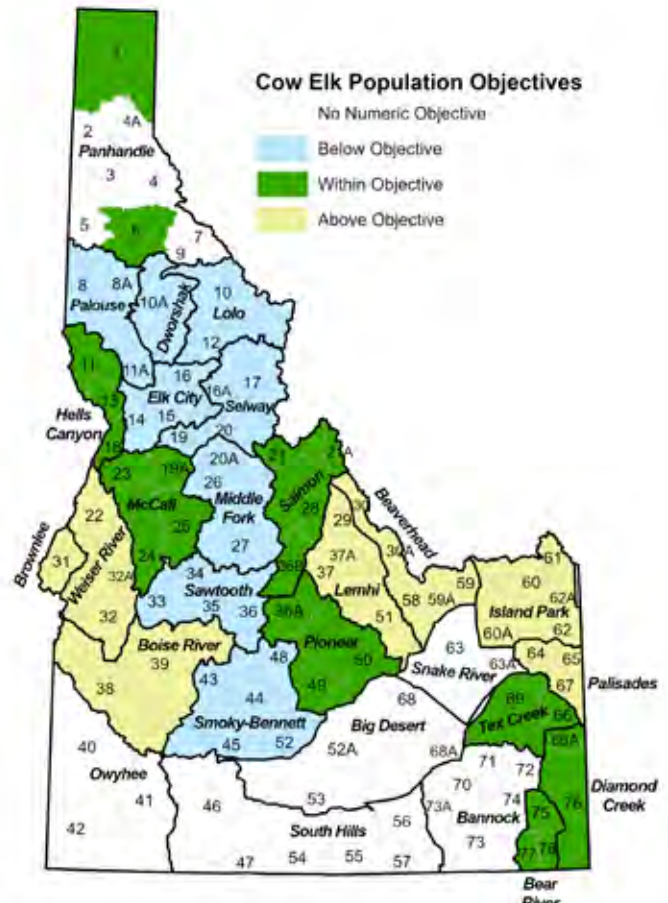 1
Cow Elk Population Objectives
No Numeric Objective
Below Objective
Within Objective
Above Objective
2
4A
Panhandle
3
4
5
6
7
9
8
8A
Palouse
10A
Dworshak
10
Lolo
12
11
11A
16
16A
17
Elk City
Selway
13
14
15
Hells
Canyon
18
19
20
23
19A
McCall
25
24
20A
26
Middle
Fork
27
21
21A
Salmon
28
36B
22
Brownlee
31
Weiser River
32A
32
29
30
Beaverhead
30A
37A
37
Lemhi
51
58
59A
59
61
60
62A
Island Park
60A
62
33
34
Sawtooth
35
36
36A
Pioneer
50
49
Boise River
39
38
48
43
44
Smoky-Bennett
45
52
63
Snake River
63A
64
65
67
Palisades
68
Big Desert
52A
68A
69
Tex Creek
66
66A
40
Owyhee
41
42
46
53
South Hills
56
47
54
55
57
71
70
72
73A
74
Bannock
73
75
76
Diamond
Creek
77
78
Bear
River